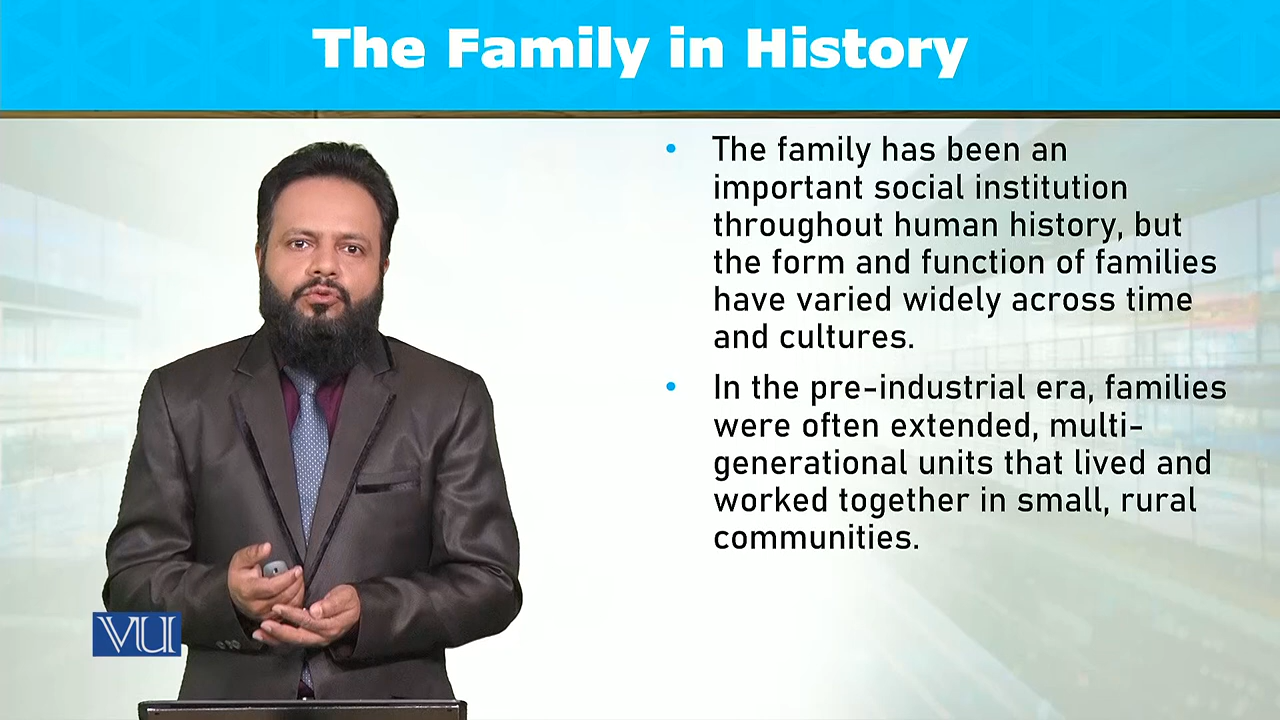 The Family in History
• The family has been an
important social institution
throughout human history, but
the form and function of families
have varied widely across time
and cultures.
• In the pre-industrial era, families
were often extended, multi-
generational units that lived and
worked together in small, rural
communities.
VU